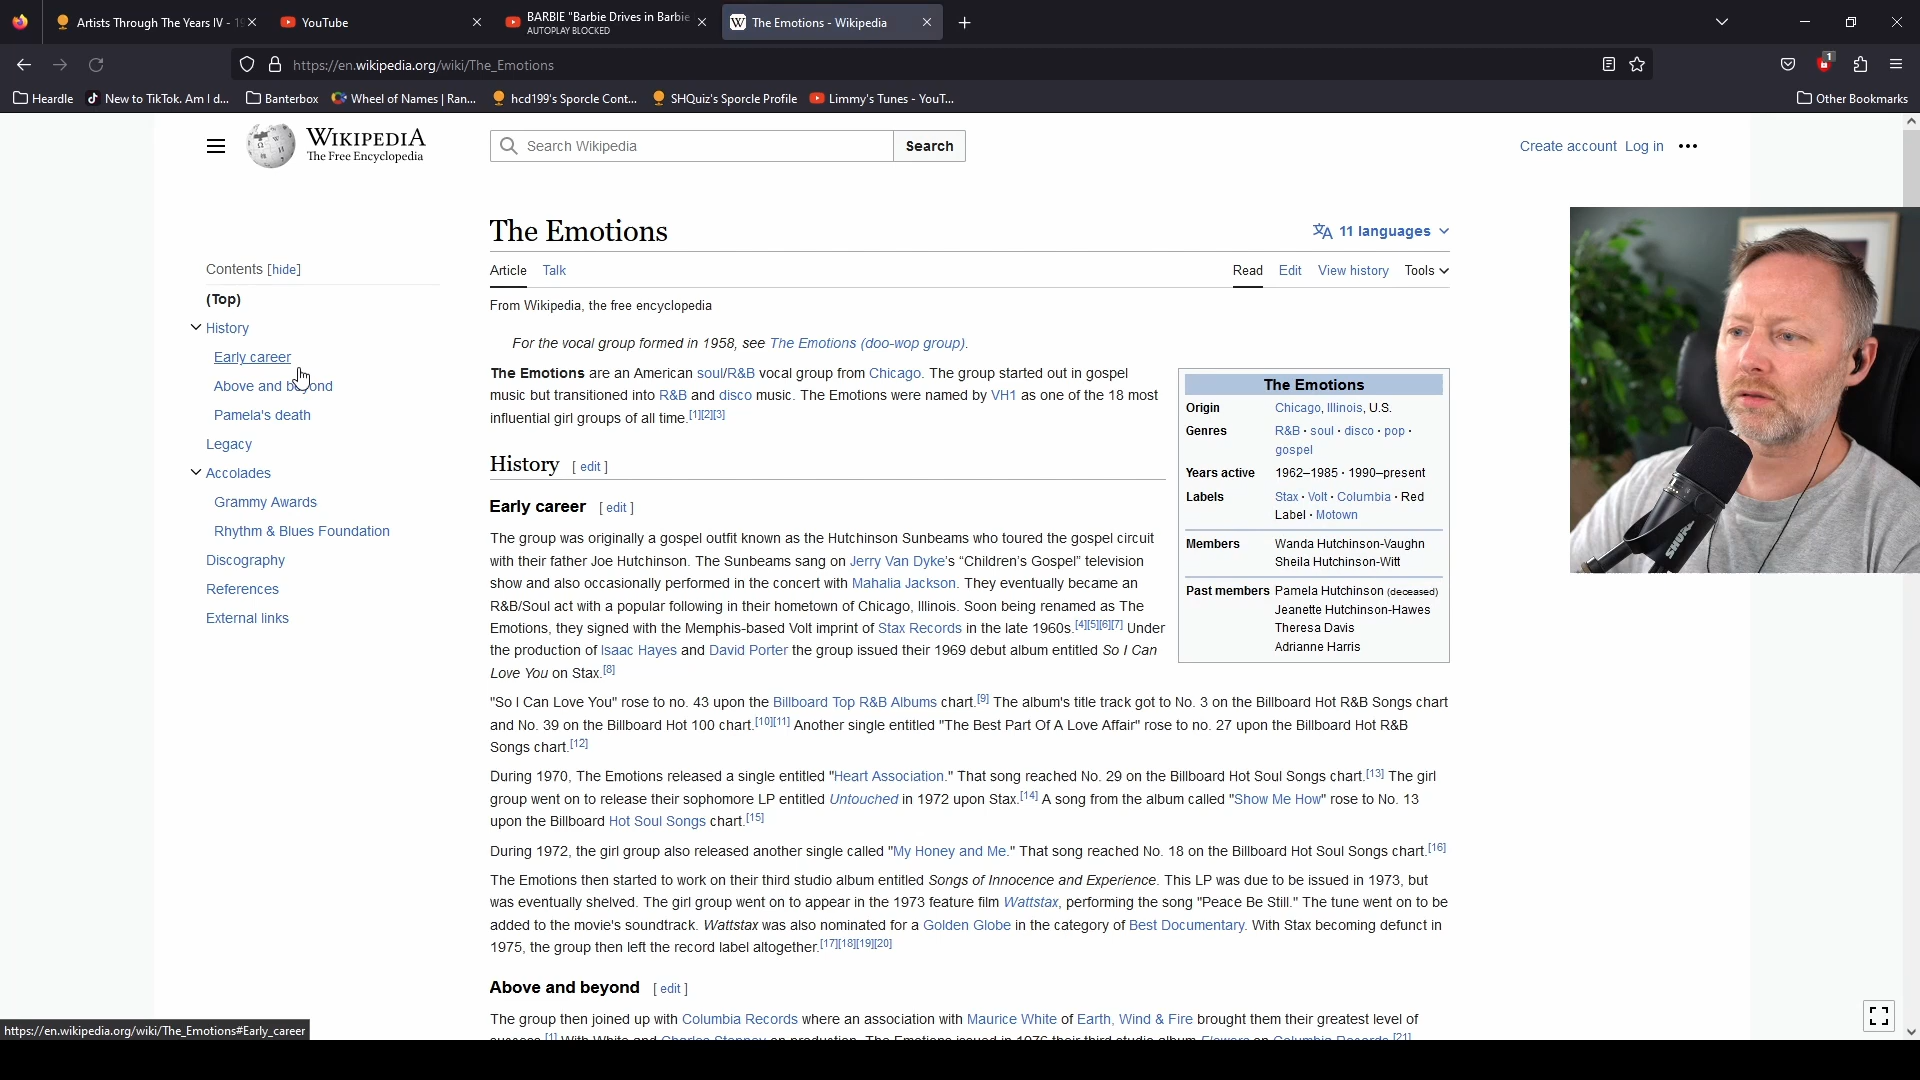 Artists Through The Years IV - 19
YouTube
BARBIE "Barbie Drives in Barbie
AUTOPLAY BLOCKED
The Emotions - Wikipedia
https://en.wikipedia.org/wiki/The_Emotions
1
Heardle
New to TikTok. Am I d...
Banterbox
Wheel of Names | Ran...
hcd199's Sporcle Cont...
SHQuiz's Sporcle Profile
Limmy's Tunes - YouT...
Other Bookmarks
WIKIPEDIA
The Free Encyclopedia
Search Wikipedia
Search
Create account Log in
The Emotions
11 languages
Contents [hide]
(Top)
History
Early career
Above and beyond
Pamela's death
Legacy
Accolades
Grammy Awards
Rhythm & Blues Foundation
Discography
References
External links
Article Talk
Read Edit View history Tools
From Wikipedia, the free encyclopedia
For the vocal group formed in 1958, see The Emotions (doo-wop group).
The Emotions are an American soul/R&B vocal group from Chicago. The group started out in gospel
music but transitioned into R&B and disco music. The Emotions were named by VH1 as one of the 18 most
influential girl groups of all time.[1][2][3]
History [ edit ]
Early career [ edit ]
The group was originally a gospel outfit known as the Hutchinson Sunbeams who toured the gospel circuit
with their father Joe Hutchinson. The Sunbeams sang on Jerry Van Dyke's “Children's Gospel” television
show and also occasionally performed in the concert with Mahalia Jackson. They eventually became an
R&B/Soul act with a popular following in their hometown of Chicago, Illinois. Soon being renamed as The
Emotions, they signed with the Memphis-based Volt imprint of Stax Records in the late 1960s.[4][5][6][7] Under
the production of Isaac Hayes and David Porter the group issued their 1969 debut album entitled So I Can
Love You on Stax.[8]
The Emotions
Origin Chicago, Illinois, U.S.
Genres R&B · soul · disco · pop ·
gospel
Years active 1962–1985 · 1990–present
Labels Stax · Volt · Columbia · Red
Label · Motown
Members Wanda Hutchinson-Vaughn
Sheila Hutchinson-Witt
Past members Pamela Hutchinson (deceased)
Jeanette Hutchinson-Hawes
Theresa Davis
Adrianne Harris
"So I Can Love You" rose to no. 43 upon the Billboard Top R&B Albums chart.[9] The album's title track got to No. 3 on the Billboard Hot R&B Songs chart
and No. 39 on the Billboard Hot 100 chart.[10][11] Another single entitled "The Best Part Of A Love Affair" rose to no. 27 upon the Billboard Hot R&B
Songs chart.[12]
During 1970, The Emotions released a single entitled "Heart Association." That song reached No. 29 on the Billboard Hot Soul Songs chart.[13] The girl
group went on to release their sophomore LP entitled Untouched in 1972 upon Stax.[14] A song from the album called "Show Me How" rose to No. 13
upon the Billboard Hot Soul Songs chart.[15]
During 1972, the girl group also released another single called "My Honey and Me." That song reached No. 18 on the Billboard Hot Soul Songs chart.[16]
The Emotions then started to work on their third studio album entitled Songs of Innocence and Experience. This LP was due to be issued in 1973, but
was eventually shelved. The girl group went on to appear in the 1973 feature film Wattstax, performing the song "Peace Be Still." The tune went on to be
added to the movie's soundtrack. Wattstax was also nominated for a Golden Globe in the category of Best Documentary. With Stax becoming defunct in
1975, the group then left the record label altogether.[17][18][19][20]
Above and beyond [ edit ]
The group then joined up with Columbia Records where an association with Maurice White of Earth, Wind & Fire brought them their greatest level of
success.[1] With White and Charles Stepney on production, The Emotions issued in 1976 their third studio album Flowers on Columbia Records.[21]
https://en.wikipedia.org/wiki/The_Emotions#Early_career
SHURE